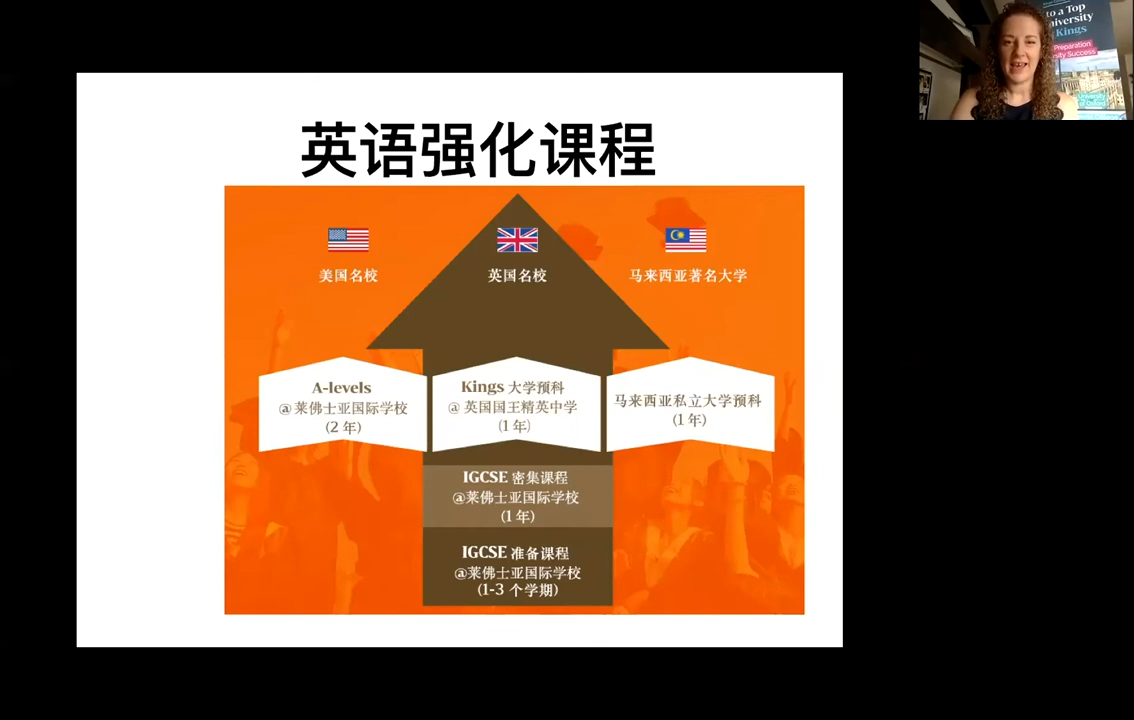 to a Top
University
Kings
Preparation
University
of Oxford
英语强化课程
美国名校
英国名校
马来西亚著名大学
A-levels
@莱佛士亚国际学校
(2 年)
Kings 大学预科
@ 英国国王精英中学
(1 年)
马来西亚私立大学预科
(1 年)
IGCSE 密集课程
@莱佛士亚国际学校
(1 年)
IGCSE 准备课程
@莱佛士亚国际学校
(1-3 个学期)